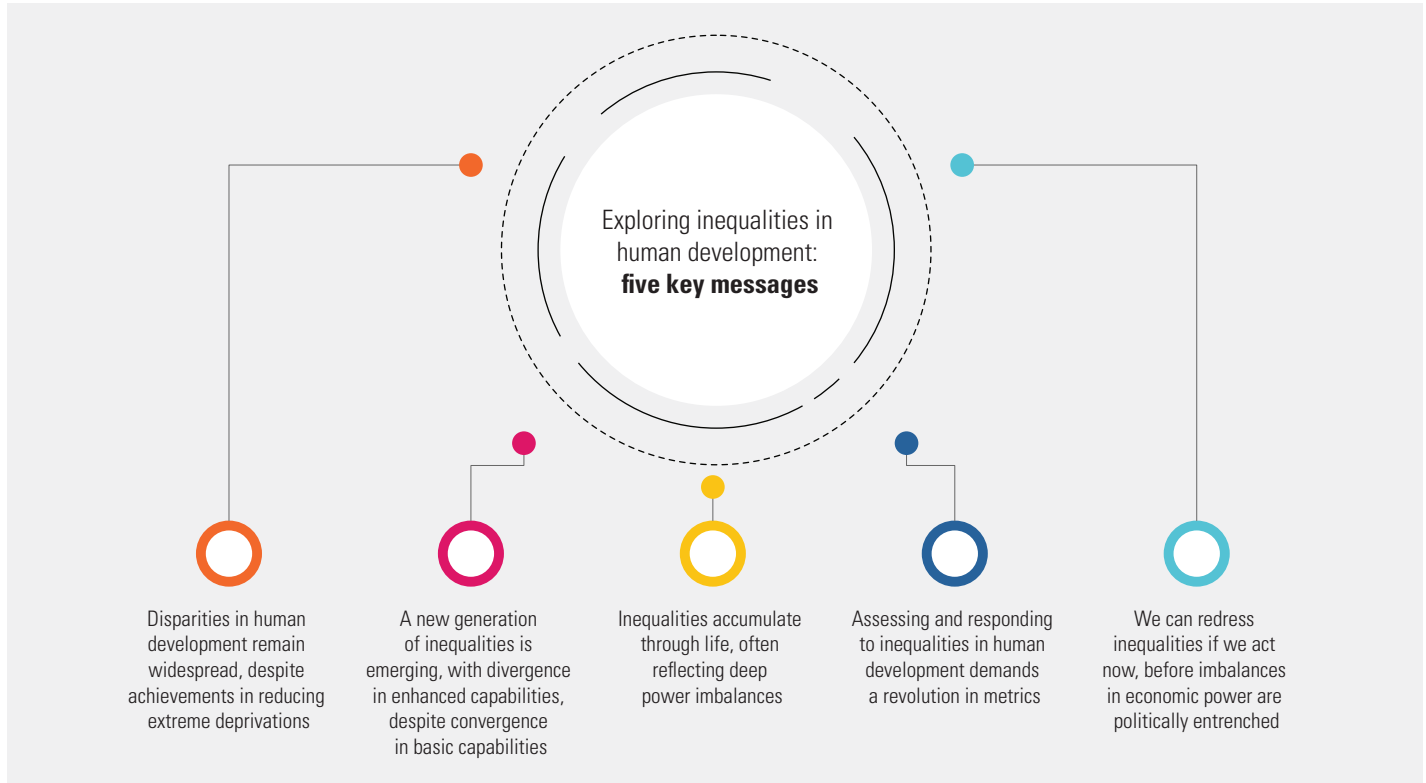 Exploring inequalities in
human development:
five key messages
Disparities in human
development remain
widespread, despite
achievements in reducing
extreme deprivations
A new generation
of inequalities is
emerging, with divergence
in enhanced capabilities,
despite convergence
in basic capabilities
Inequalities accumulate
through life, often
reflecting deep
power imbalances
Assessing and responding
to inequalities in human
development demands
a revolution in metrics
We can redress
inequalities if we act
now, before imbalances
in economic power are
politically entrenched